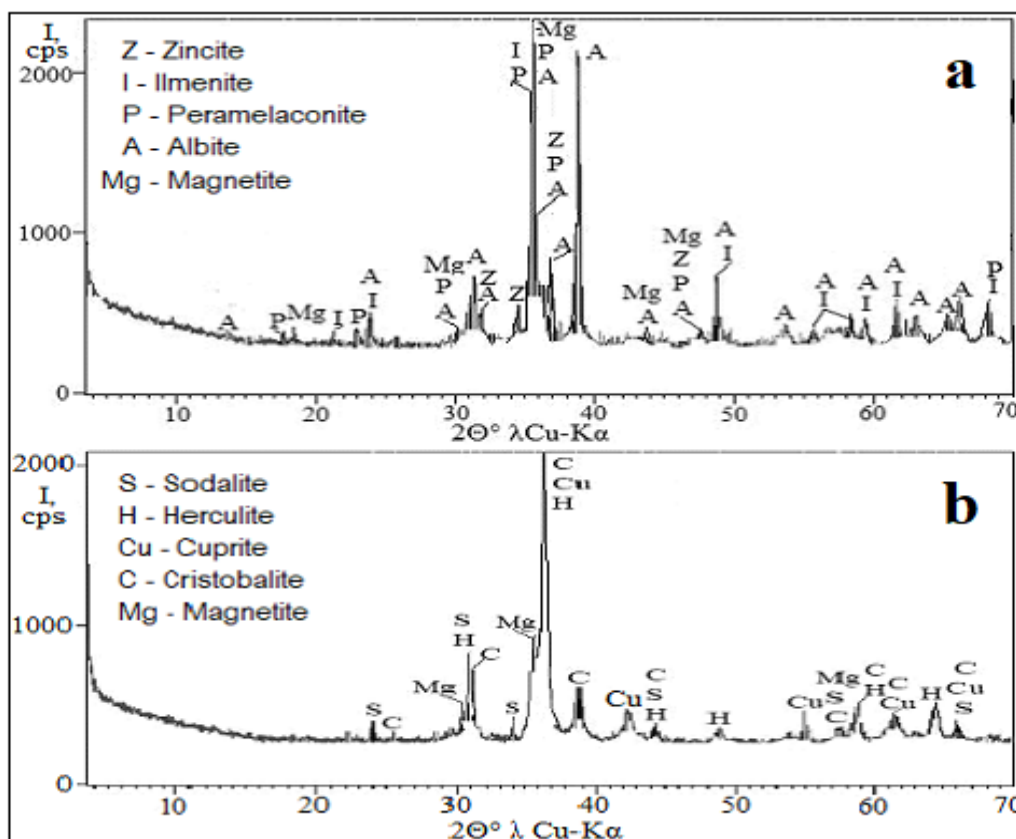 I,
cps
2000
1000
0
Z - Zincite
I - Ilmenite
P - Peramelaconite
A - Albite
Mg - Magnetite
a
A
P
Mg
I
P
A
I
Mg
P
A
A
Z
A
Z
I
P
Mg
P
A
Z
P
A
A
A
Mg
A
Mg
Z
P
A
A
I
A
A
I
A
I
A
I
A
A
A
P
I
10
20
30
40
50
60
70
2Θ° λCu-Kα
2000
I,
cps
1000
0
S - Sodalite
H - Herculite
Cu - Cuprite
C - Cristobalite
Mg - Magnetite
b
S
C
Mg
S
H
C
S
Mg
C
Cu
H
C
Cu
C
S
H
H
Cu
Mg
S
C
C
H
C
Cu
H
C
Cu
S
10
20
30
40
50
60
70
2Θ° λ Cu-Kα